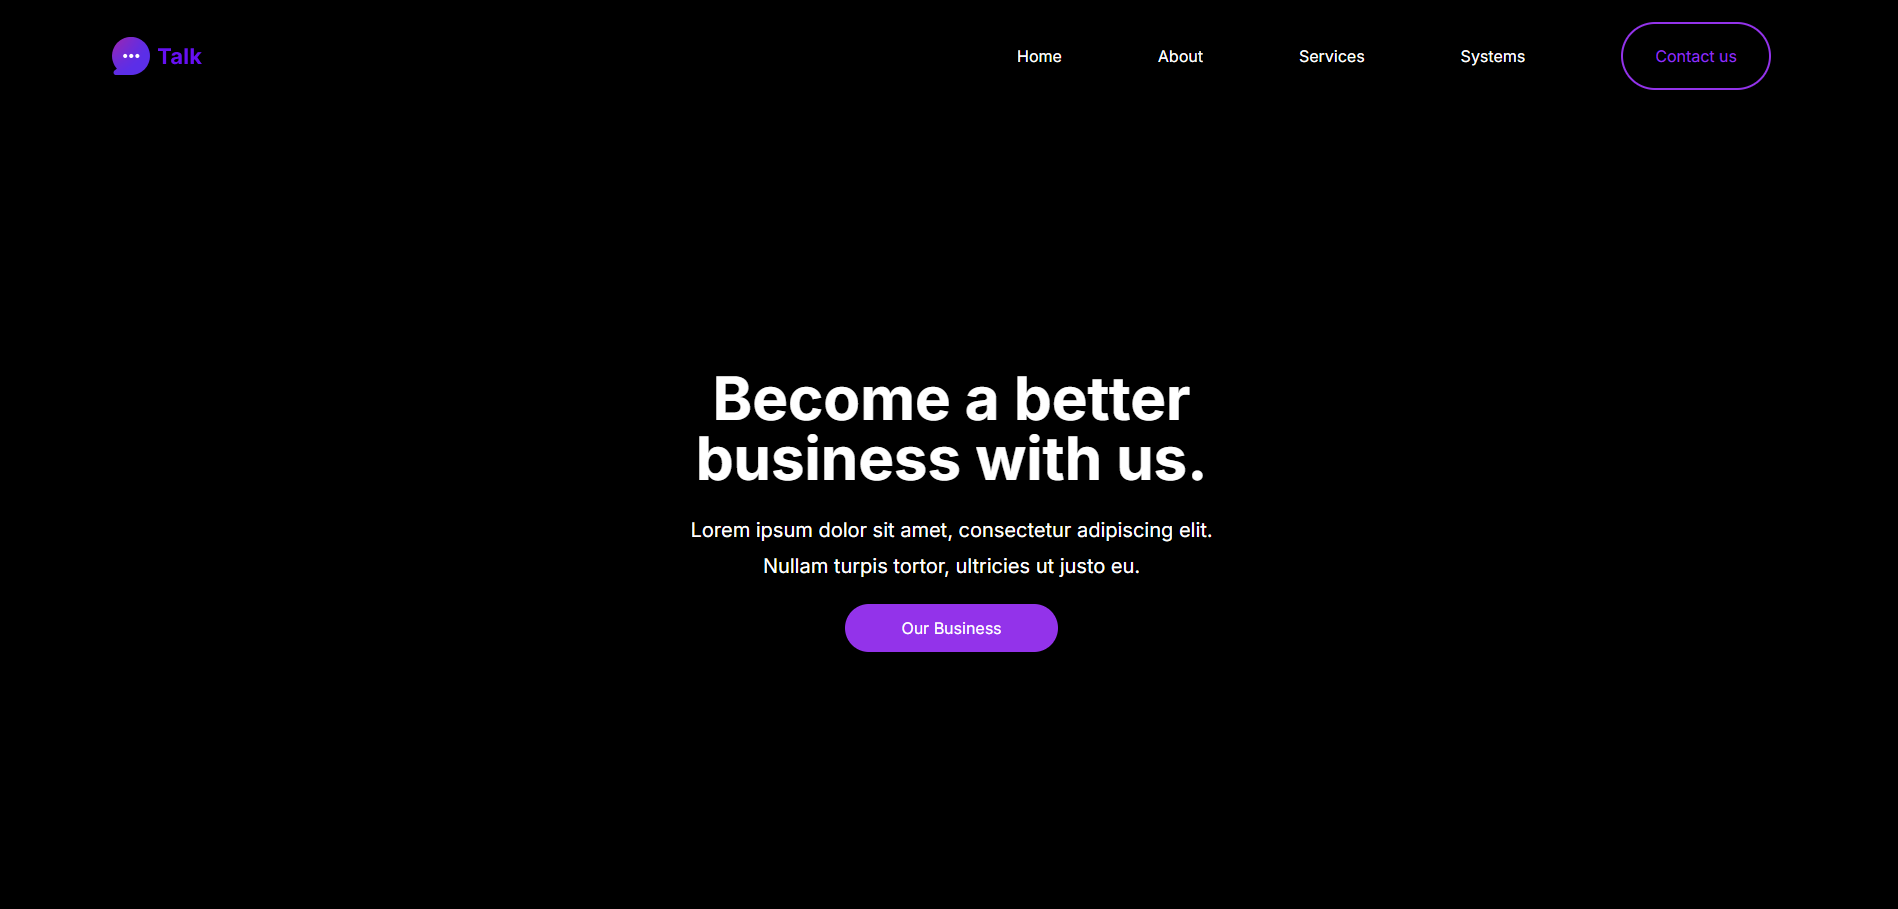 Talk
Home About Services Systems Contact us
Become a better
business with us.
Lorem ipsum dolor sit amet, consectetur adipiscing elit.
Nullam turpis tortor, ultricies ut justo eu.
Our Business